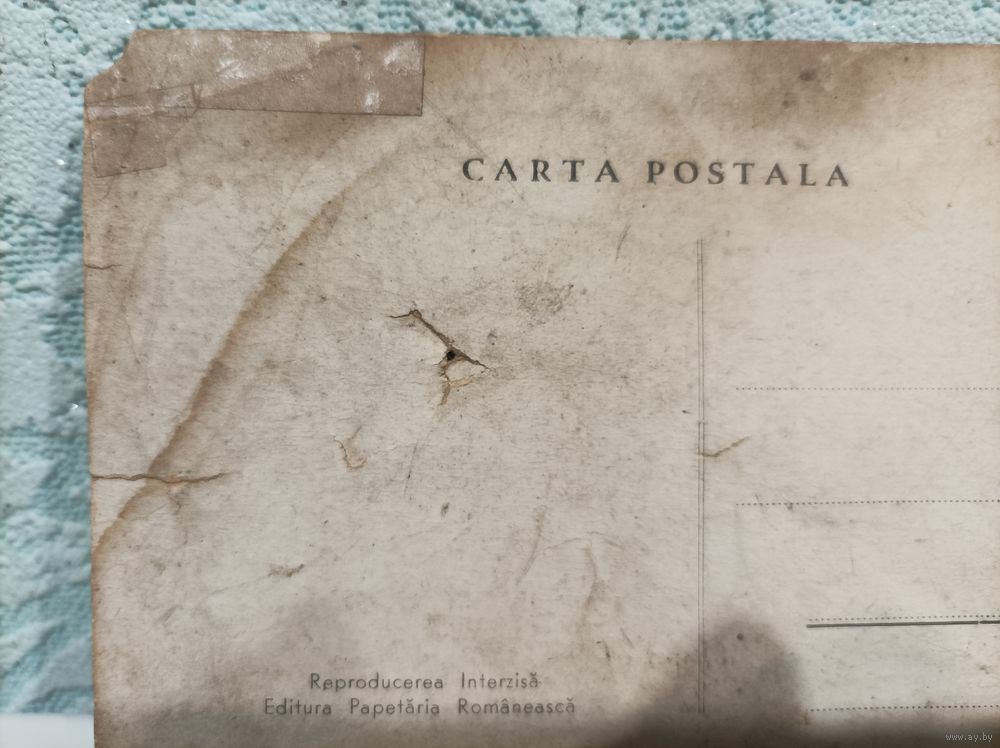 CARTA POSTALA
Reproducerea Interzisă
Editura Papetăria Românească
www.ay.by